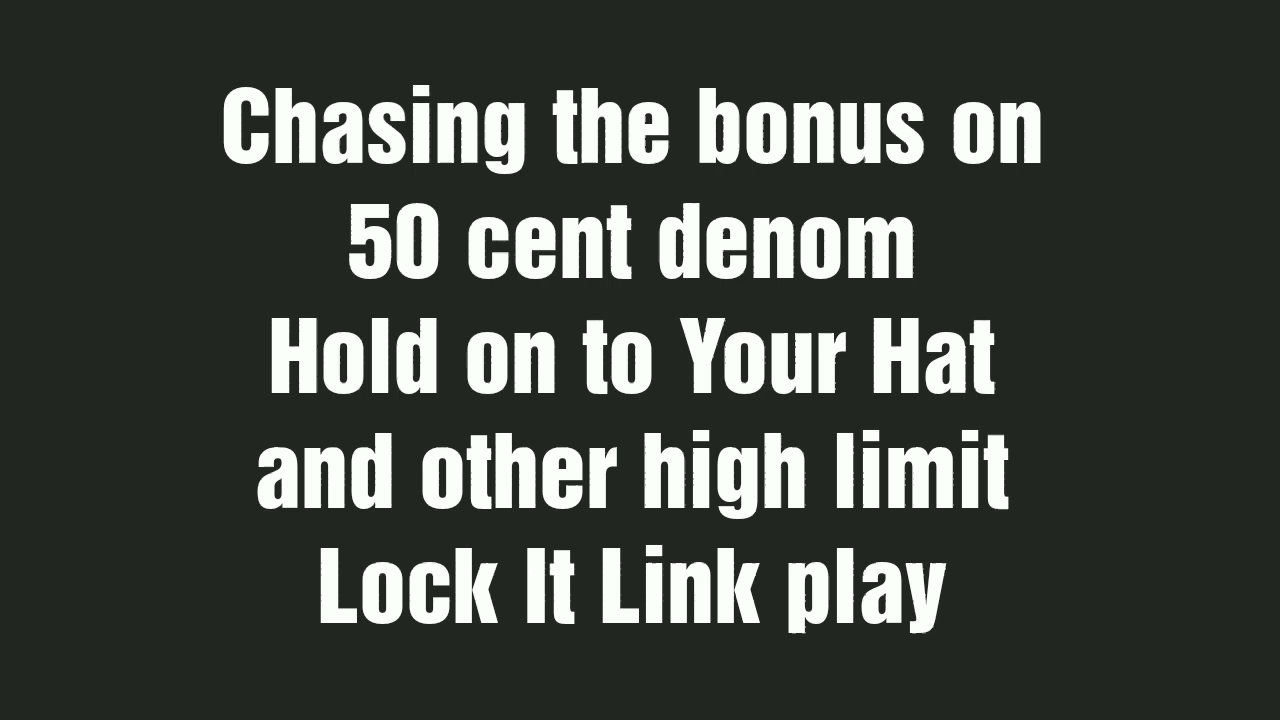 Chasing the bonus on
50 cent denom
Hold on to Your Hat
and other high limit
Lock It Link play